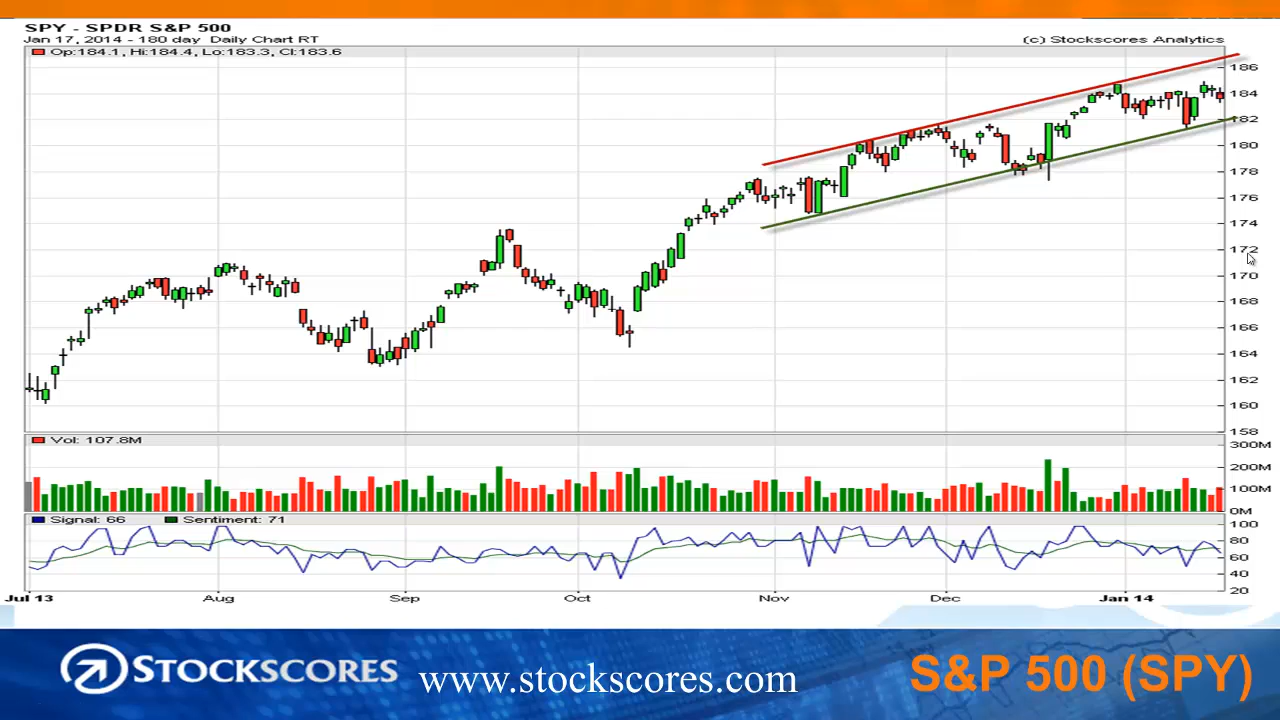 SPY - SPDR S&P 500
Jan 17, 2014 - 180 day Daily Chart RT
(c) Stockscores Analytics
Op:184.1, Hi:184.4, Lo:183.3, Cl:183.6
186
184
182
180
178
176
174
172
170
168
166
164
162
160
158
Vol: 107.8M
300M
200M
100M
0M
Signal: 66 Sentiment: 71
100
80
60
40
20
Jul 13 Aug Sep Oct Nov Dec Jan 14
STOCKSCORES
www.stockscores.com
S&P 500 (SPY)